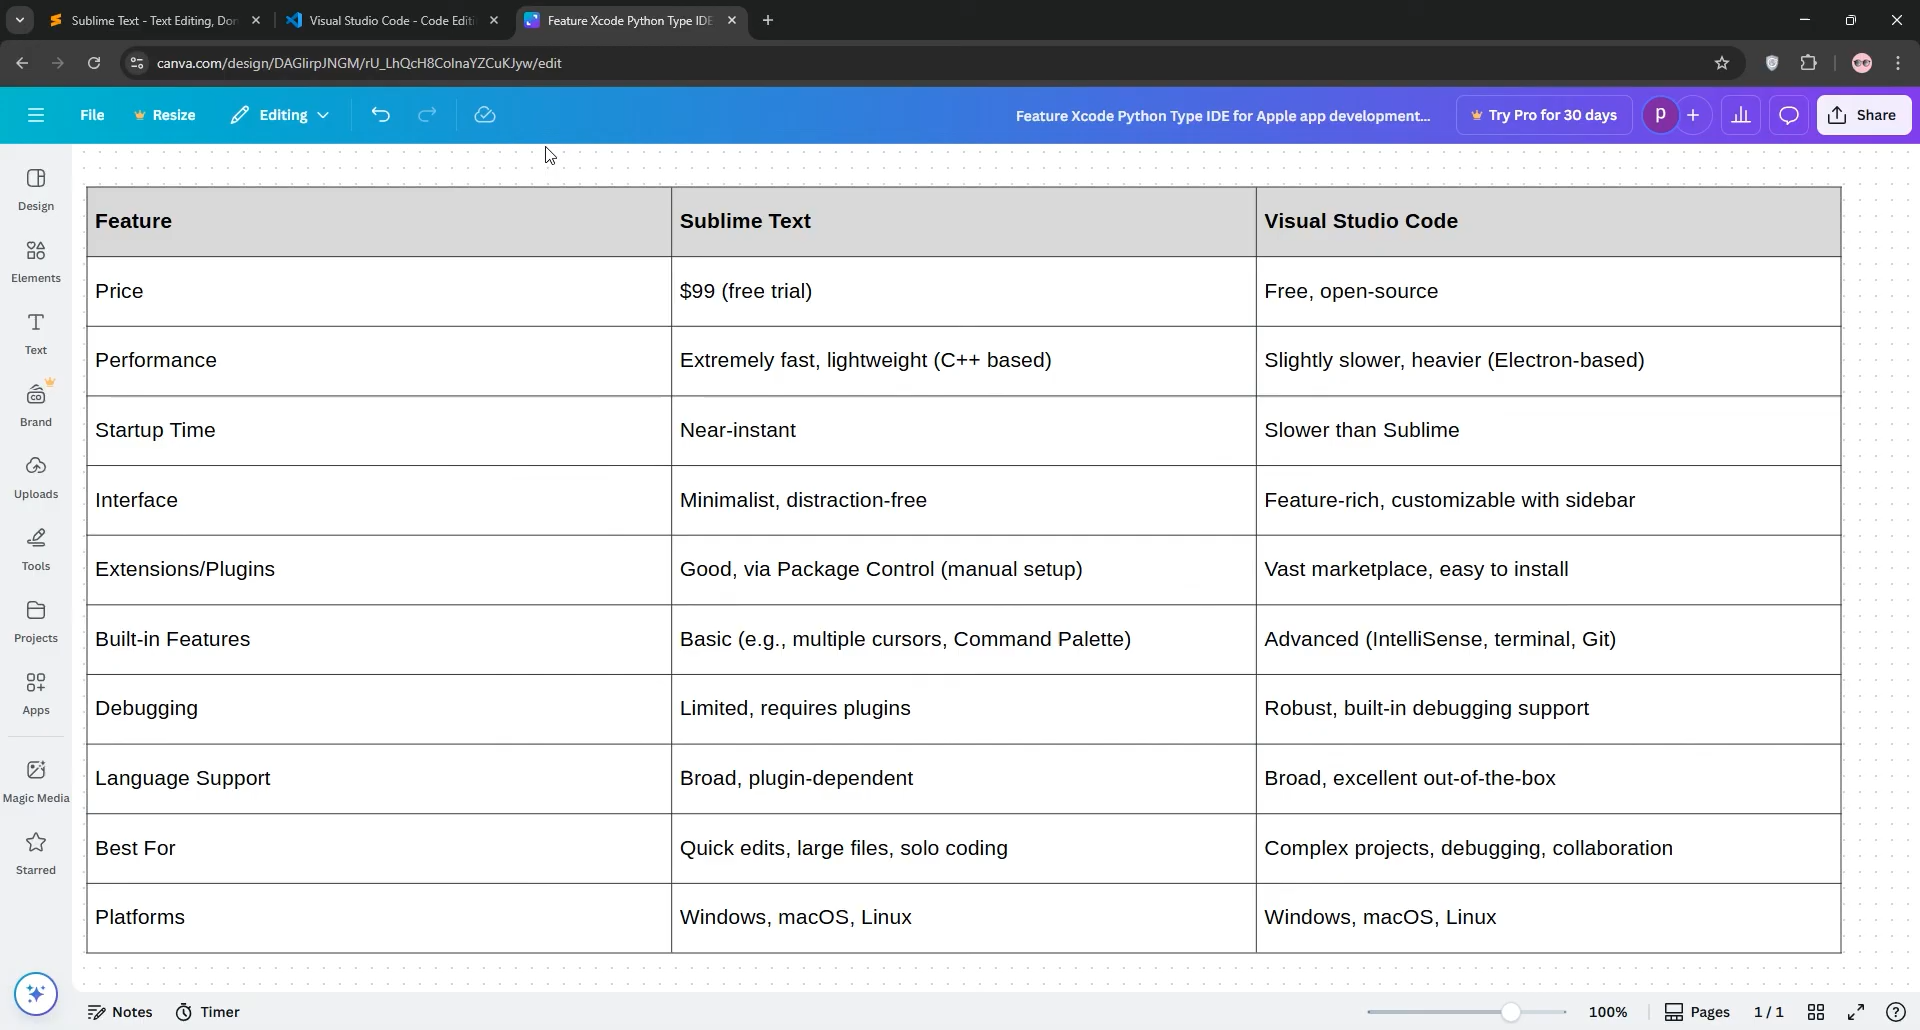 Sublime Text - Text Editing, Don
Visual Studio Code - Code Editi
Feature Xcode Python Type IDE
canva.com/design/DAGlirpJNGM/rU_LhQcH8ColnaYZCuKJyw/edit
File
Resize
Editing
Feature Xcode Python Type IDE for Apple app development...
Try Pro for 30 days
P
Share
Design
Elements
Text
Brand
Uploads
Tools
Projects
Apps
Magic Media
Starred
Feature Sublime Text Visual Studio Code
Price $99 (free trial) Free, open-source
Performance Extremely fast, lightweight (C++ based) Slightly slower, heavier (Electron-based)
Startup Time Near-instant Slower than Sublime
Interface Minimalist, distraction-free Feature-rich, customizable with sidebar
Extensions/Plugins Good, via Package Control (manual setup) Vast marketplace, easy to install
Built-in Features Basic (e.g., multiple cursors, Command Palette) Advanced (IntelliSense, terminal, Git)
Debugging Limited, requires plugins Robust, built-in debugging support
Language Support Broad, plugin-dependent Broad, excellent out-of-the-box
Best For Quick edits, large files, solo coding Complex projects, debugging, collaboration
Platforms Windows, macOS, Linux Windows, macOS, Linux
Notes
Timer
100%
Pages
1 / 1